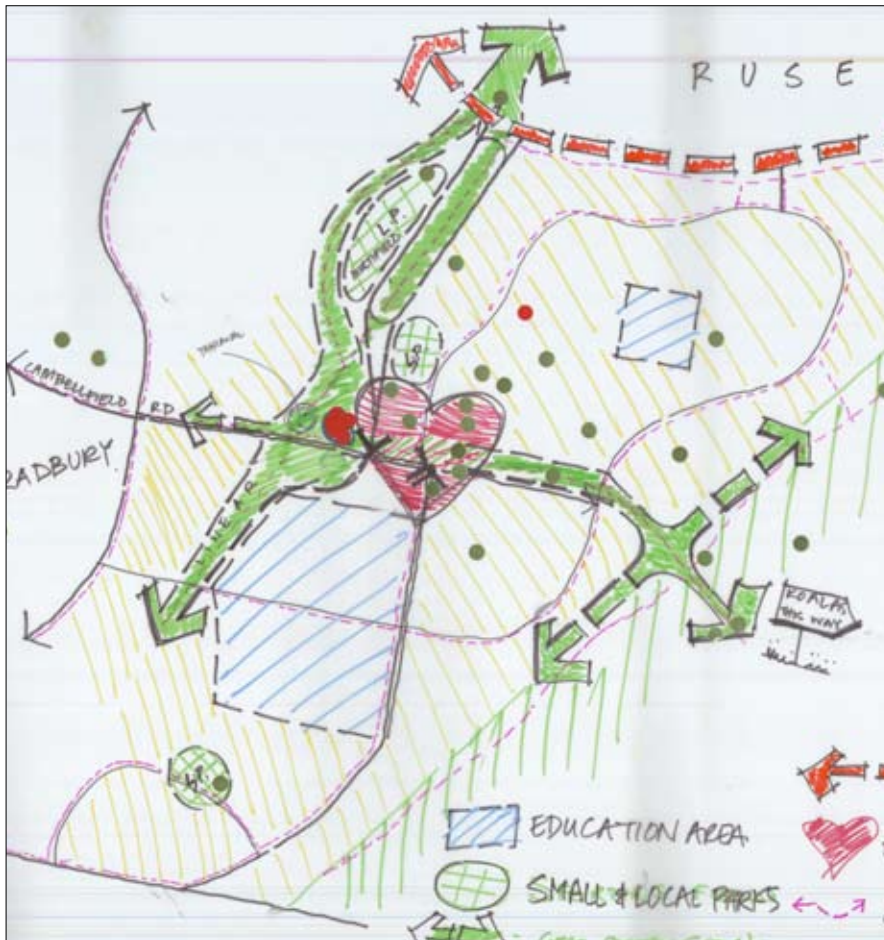 RUSE
L.P.
CAMPBELLFIELD RD
RADBURY.
LINEAR
KOALAS
THIS WAY
EDUCATION AREA
SMALL & LOCAL PARKS